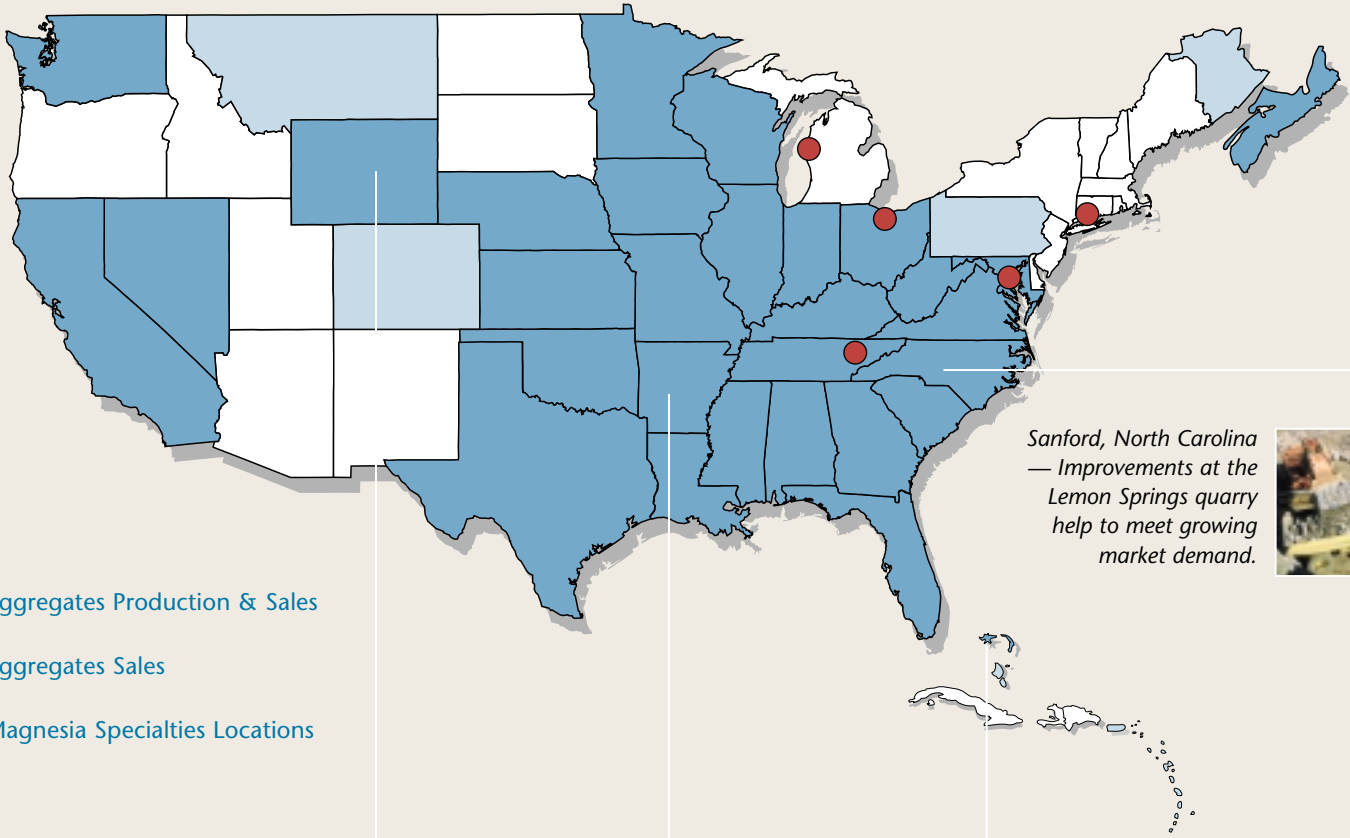 Sanford, North Carolina
— Improvements at the
Lemon Springs quarry
help to meet growing
market demand.
ggregates Production & Sales
ggregates Sales
Magnesia Specialties Locations